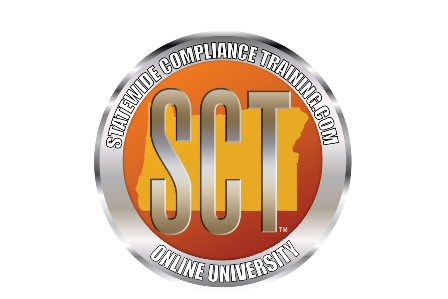 STATEWIDE COMPLIANCE TRAINING.COM
SCT
TM
ONLINE UNIVERSITY